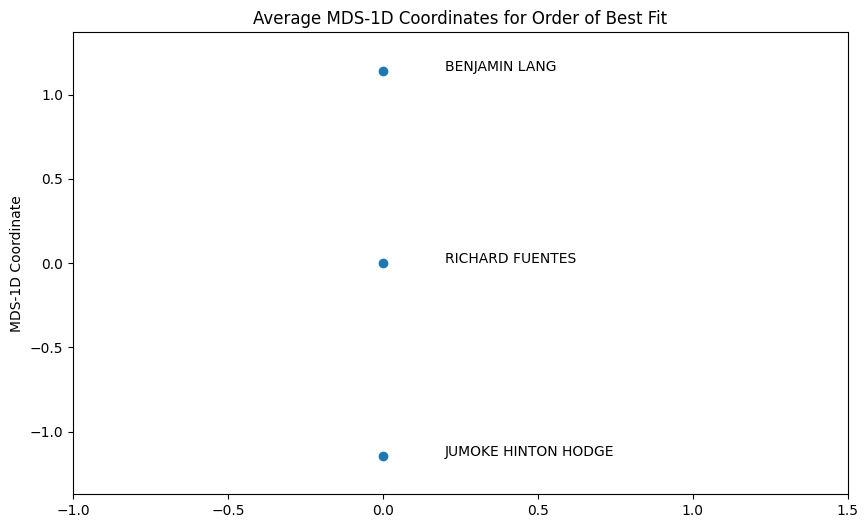 Average MDS-1D Coordinates for Order of Best Fit
BENJAMIN LANG
1.0
0.5
RICHARD FUENTES
0.0
MDS-1D Coordinate
−0.5
−1.0
JUMOKE HINTON HODGE
−1.0 −0.5 0.0 0.5 1.0 1.5